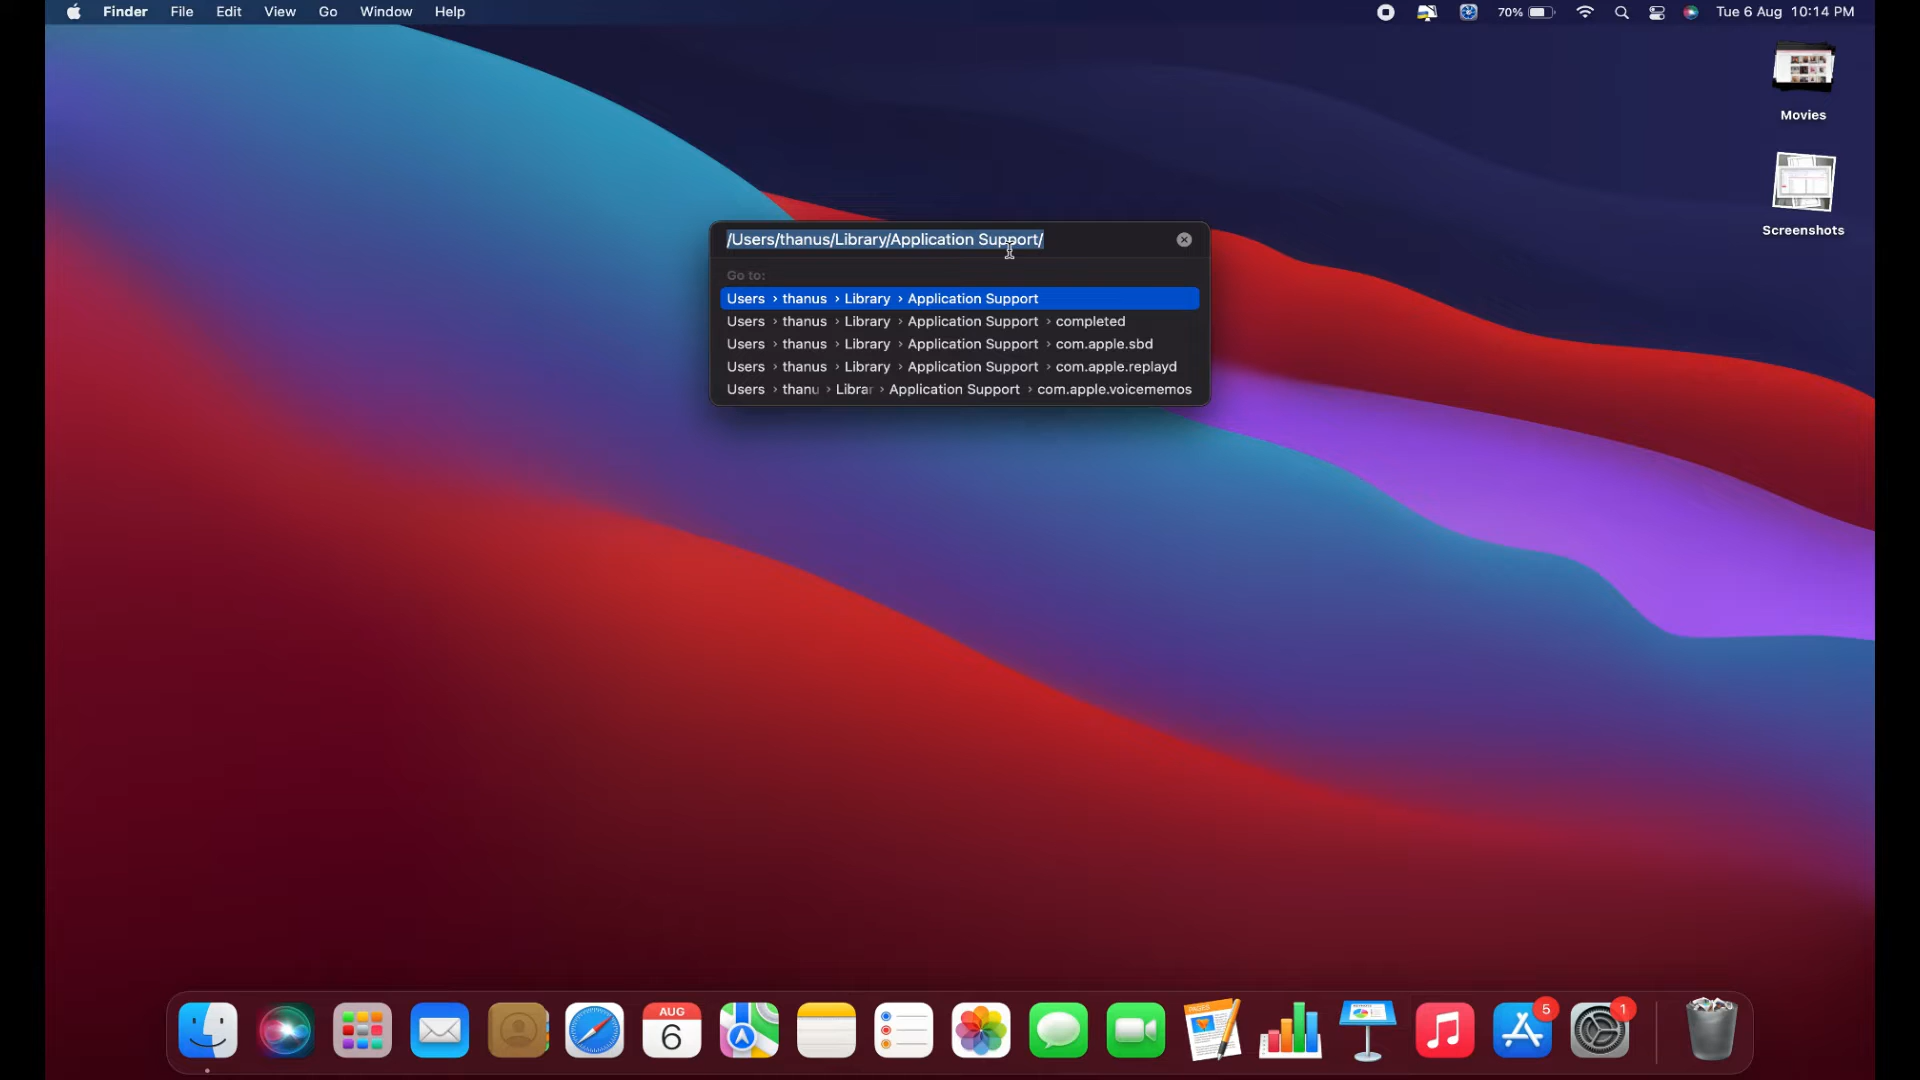 Finder File Edit View Go Window Help 70% Tue 6 Aug 10:14 PM
Movies
Screenshots
/Users/thanus/Library/Application Support/
Go to:
Users › thanus › Library › Application Support
Users › thanus › Library › Application Support › completed
Users › thanus › Library › Application Support › com.apple.sbd
Users › thanus › Library › Application Support › com.apple.replayd
Users › thanu › Librar › Application Support › com.apple.voicememos
AUG
6
5
1
PAGES